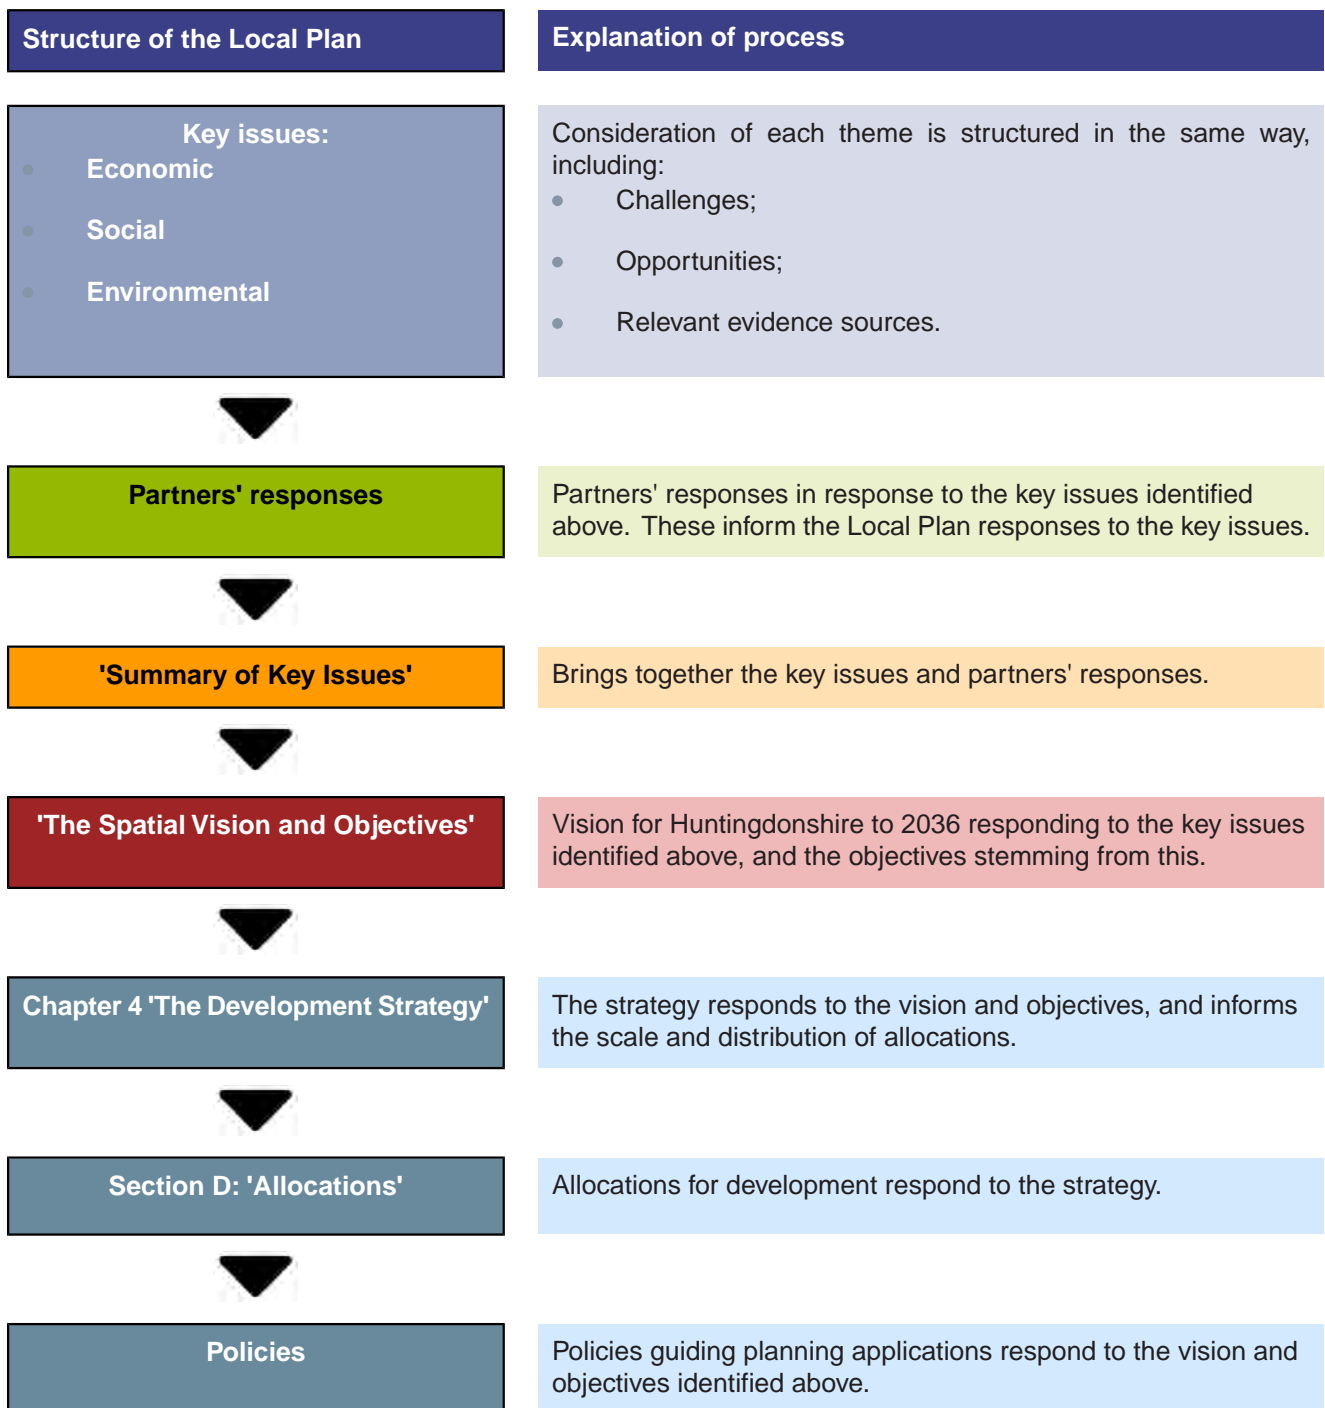 Structure of the Local Plan
Explanation of process
Key issues:
Economic
Social
Environmental
Consideration of each theme is structured in the same way,
including:
Challenges;
Opportunities;
Relevant evidence sources.
Partners' responses
Partners' responses in response to the key issues identified
above. These inform the Local Plan responses to the key issues.
'Summary of Key Issues'
Brings together the key issues and partners' responses.
'The Spatial Vision and Objectives'
Vision for Huntingdonshire to 2036 responding to the key issues
identified above, and the objectives stemming from this.
Chapter 4 'The Development Strategy'
The strategy responds to the vision and objectives, and informs
the scale and distribution of allocations.
Section D: 'Allocations'
Allocations for development respond to the strategy.
Policies
Policies guiding planning applications respond to the vision and
objectives identified above.